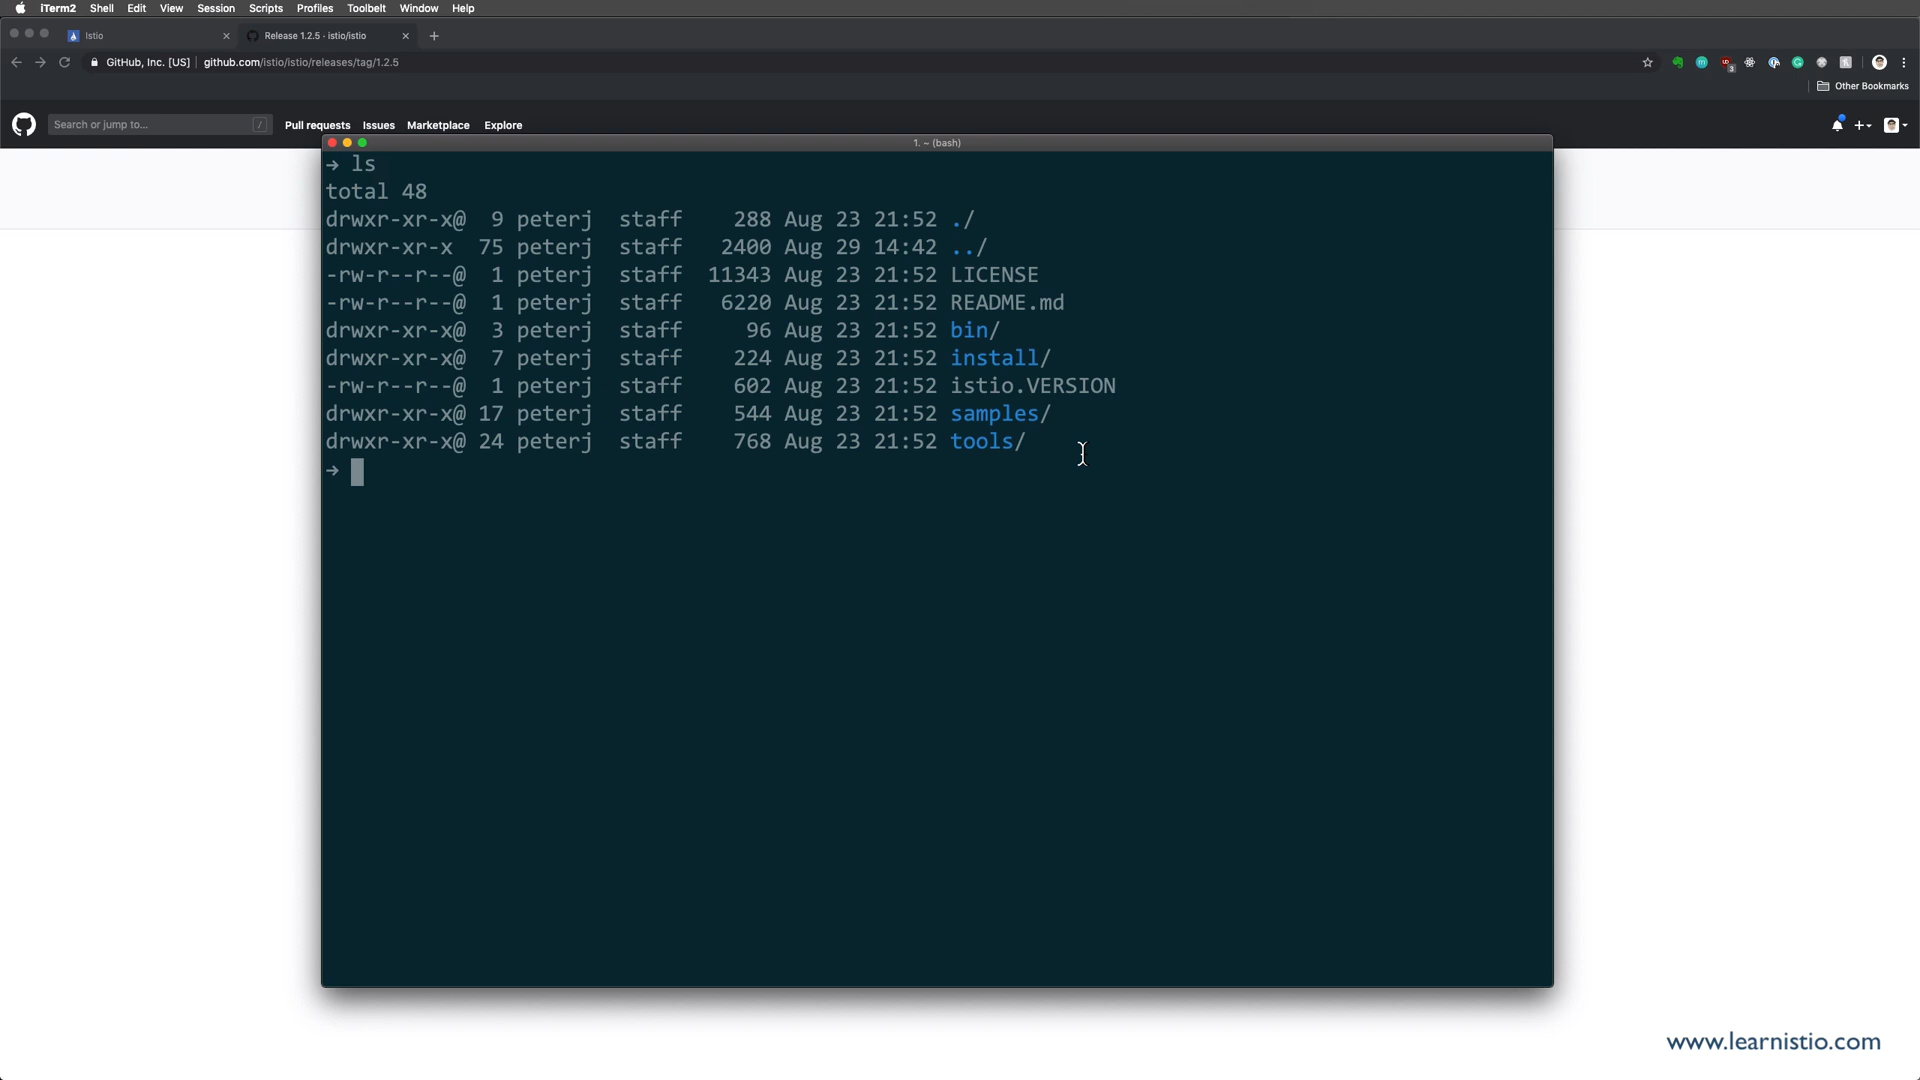 iTerm2 Shell Edit View Session Scripts Profiles Toolbelt Window Help
Istio Release 1.2.5 · istio/istio
GitHub, Inc. [US] github.com/istio/istio/releases/tag/1.2.5
Other Bookmarks
Search or jump to... / Pull requests Issues Marketplace Explore
1. ~ (bash)
→ ls
total 48
drwxr-xr-x@ 9 peterj staff 288 Aug 23 21:52 ./
drwxr-xr-x 75 peterj staff 2400 Aug 29 14:42 ../
-rw-r--r--@ 1 peterj staff 11343 Aug 23 21:52 LICENSE
-rw-r--r--@ 1 peterj staff 6220 Aug 23 21:52 README.md
drwxr-xr-x@ 3 peterj staff 96 Aug 23 21:52 bin/
drwxr-xr-x@ 7 peterj staff 224 Aug 23 21:52 install/
-rw-r--r--@ 1 peterj staff 602 Aug 23 21:52 istio.VERSION
drwxr-xr-x@ 17 peterj staff 544 Aug 23 21:52 samples/
drwxr-xr-x@ 24 peterj staff 768 Aug 23 21:52 tools/
→
www.learnistio.com